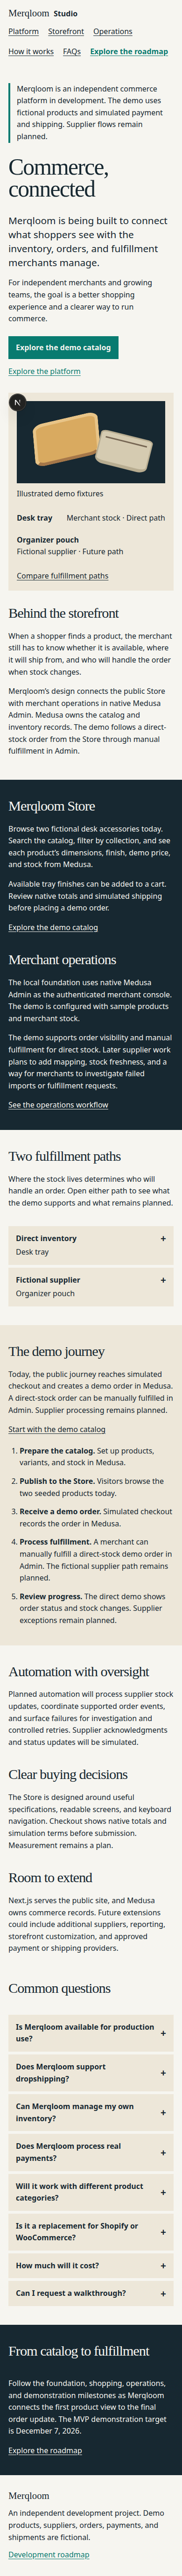 Merqloom Studio
Platform Storefront Operations
How it works FAQs Explore the roadmap
Merqloom is an independent commerce
platform in development. The demo uses
fictional products and simulated payment
and shipping. Supplier flows remain
planned.
Commerce,
connected
Merqloom is being built to connect
what shoppers see with the
inventory, orders, and fulfillment
merchants manage.
For independent merchants and growing
teams, the goal is a better shopping
experience and a clearer way to run
commerce.
Explore the demo catalog
Explore the platform
N
Illustrated demo fixtures
Desk tray Merchant stock · Direct path
Organizer pouch
Fictional supplier · Future path
Compare fulfillment paths
Behind the storefront
When a shopper finds a product, the merchant
still has to know whether it is available, where
it will ship from, and who will handle the order
when stock changes.
Merqloom's design connects the public Store
with merchant operations in native Medusa
Admin. Medusa owns the catalog and
inventory records. The demo follows a direct-
stock order from the Store through manual
fulfillment in Admin.
Merqloom Store
Browse two fictional desk accessories today.
Search the catalog, filter by collection, and see
each product's dimensions, finish, demo price,
and stock from Medusa.
Available tray finishes can be added to a cart.
Review native totals and simulated shipping
before placing a demo order.
Explore the demo catalog
Merchant operations
The local foundation uses native Medusa
Admin as the authenticated merchant console.
The demo is configured with sample products
and merchant stock.
The demo supports order visibility and manual
fulfillment for direct stock. Later supplier work
plans to add mapping, stock freshness, and a
way for merchants to investigate failed
imports or fulfillment requests.
See the operations workflow
Two fulfillment paths
Where the stock lives determines who will
handle an order. Open either path to see what
the demo supports and what remains planned.
Direct inventory +
Desk tray
Fictional supplier +
Organizer pouch
The demo journey
Today, the public journey reaches simulated
checkout and creates a demo order in Medusa.
A direct-stock order can be manually fulfilled in
Admin. Supplier processing remains planned.
Start with the demo catalog
1. Prepare the catalog. Set up products,
variants, and stock in Medusa.
2. Publish to the Store. Visitors browse the
two seeded products today.
3. Receive a demo order. Simulated checkout
records the order in Medusa.
4. Process fulfillment. A merchant can
manually fulfill a direct-stock demo order in
Admin. The fictional supplier path remains
planned.
5. Review progress. The direct demo shows
order status and stock changes. Supplier
exceptions remain planned.
Automation with oversight
Planned automation will process supplier stock
updates, coordinate supported order events,
and surface failures for investigation and
controlled retries. Supplier acknowledgments
and status updates will be simulated.
Clear buying decisions
The Store is designed around useful
specifications, readable screens, and keyboard
navigation. Checkout shows native totals and
simulation terms before submission.
Measurement remains a plan.
Room to extend
Next.js serves the public site, and Medusa
owns commerce records. Future extensions
could include additional suppliers, reporting,
storefront customization, and approved
payment or shipping providers.
Common questions
Is Merqloom available for production
use? +
Does Merqloom support
dropshipping? +
Can Merqloom manage my own
inventory? +
Does Merqloom process real
payments? +
Will it work with different product
categories? +
Is it a replacement for Shopify or
WooCommerce? +
How much will it cost? +
Can I request a walkthrough? +
From catalog to fulfillment
Follow the foundation, shopping, operations,
and demonstration milestones as Merqloom
connects the first product view to the final
order update. The MVP demonstration target
is December 7, 2026.
Explore the roadmap
Merqloom
An independent development project. Demo
products, suppliers, orders, payments, and
shipments are fictional.
Development roadmap